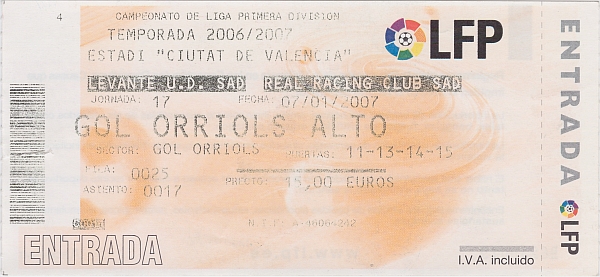 4
CAMPEONATO DE LIGA PRIMERA DIVISION
TEMPORADA 2006/2007
ESTADI "CIUTAT DE VALENCIA"
LFP
LEVANTE U.D. SAD REAL RACING CLUB SAD
JORNADA: 17 FECHA: 07/01/2007
GOL ORRIOLS ALTO
SECTOR: GOL ORRIOLS PUERTAS: 11-13-14-15
FILA: 0025
ASIENTO: 0017 PRECIO: 15,00 EUROS
ENTRADA
I.V.A. incluido
ENTRADA
LFP